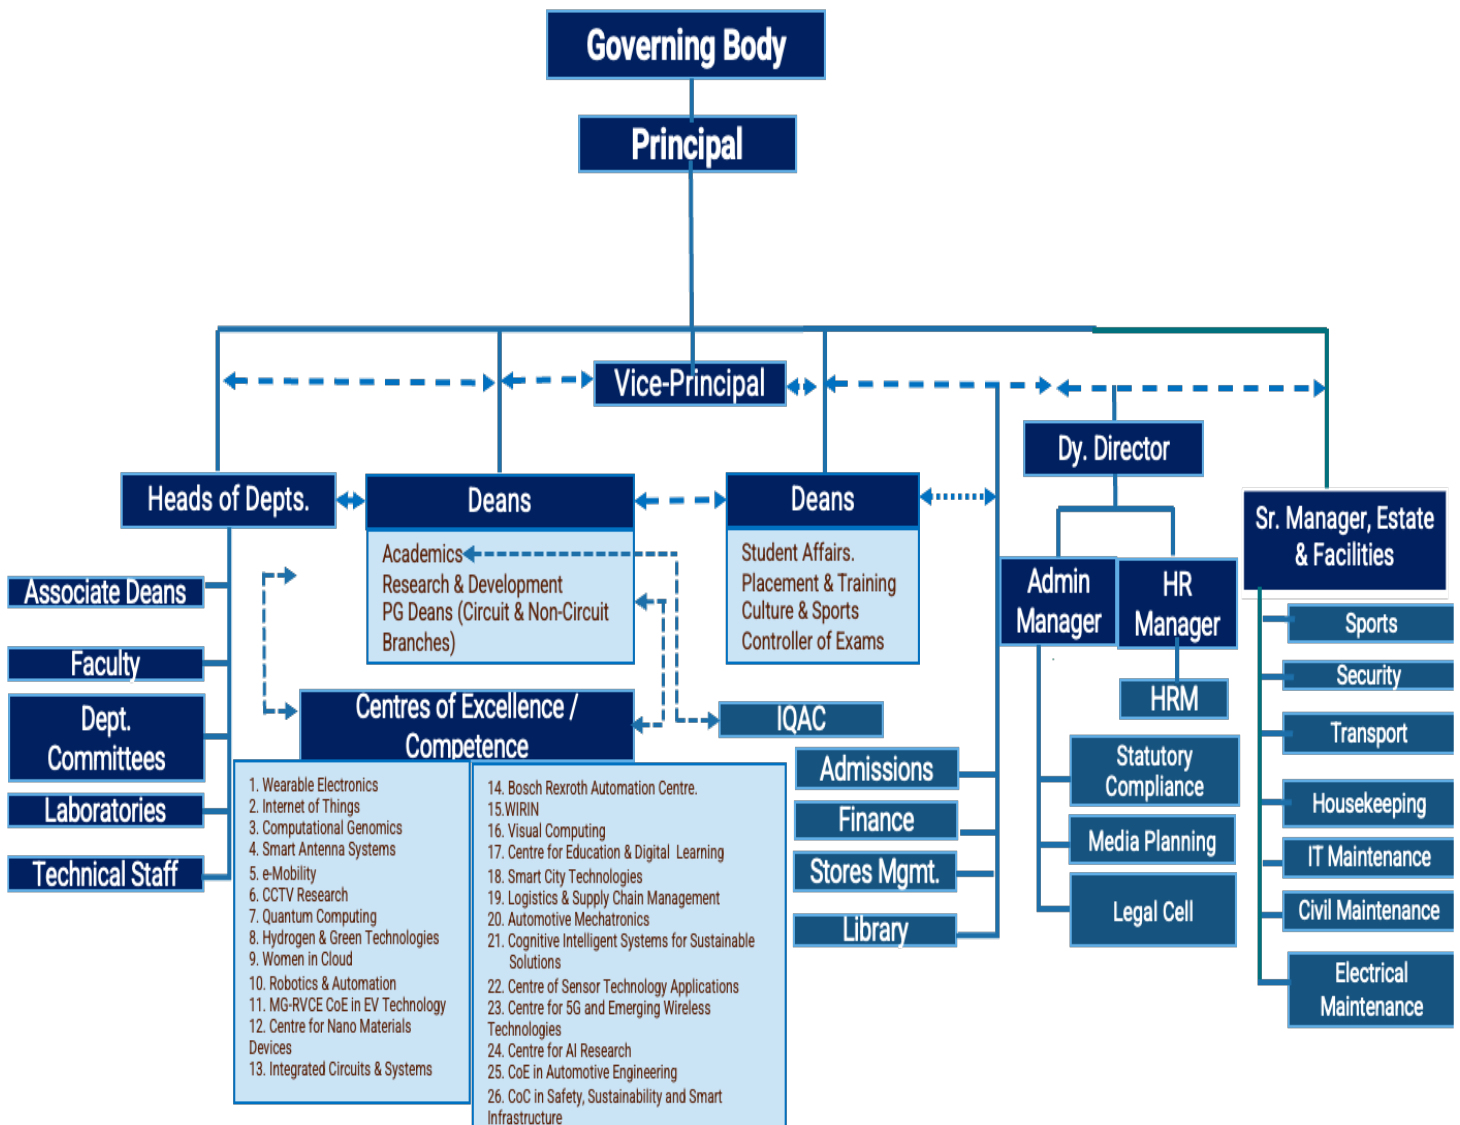 Governing Body
Principal
Vice-Principal
Dy. Director
Heads of Depts.
Associate Deans
Faculty
Dept.
Committees
Laboratories
Technical Staff
Deans
Academics
Research & Development
PG Deans (Circuit & Non-Circuit
Branches)
Deans
Student Affairs.
Placement & Training
Culture & Sports
Controller of Exams
Centres of Excellence /
Competence
1. Wearable Electronics
2. Internet of Things
3. Computational Genomics
4. Smart Antenna Systems
5. e-Mobility
6. CCTV Research
7. Quantum Computing
8. Hydrogen & Green Technologies
9. Women in Cloud
10. Robotics & Automation
11. MG-RVCE CoE in EV Technology
12. Centre for Nano Materials
Devices
13. Integrated Circuits & Systems
14. Bosch Rexroth Automation Centre.
15.WIRIN
16. Visual Computing
17. Centre for Education & Digital Learning
18. Smart City Technologies
19. Logistics & Supply Chain Management
20. Automotive Mechatronics
21. Cognitive Intelligent Systems for Sustainable
Solutions
22. Centre of Sensor Technology Applications
23. Centre for 5G and Emerging Wireless
Technologies
24. Centre for AI Research
25. CoE in Automotive Engineering
26. CoC in Safety, Sustainability and Smart
Infrastructure
IQAC
Admissions
Finance
Stores Mgmt.
Library
Admin
Manager
HR
Manager
HRM
Statutory
Compliance
Media Planning
Legal Cell
Sr. Manager, Estate
& Facilities
Sports
Security
Transport
Housekeeping
IT Maintenance
Civil Maintenance
Electrical
Maintenance